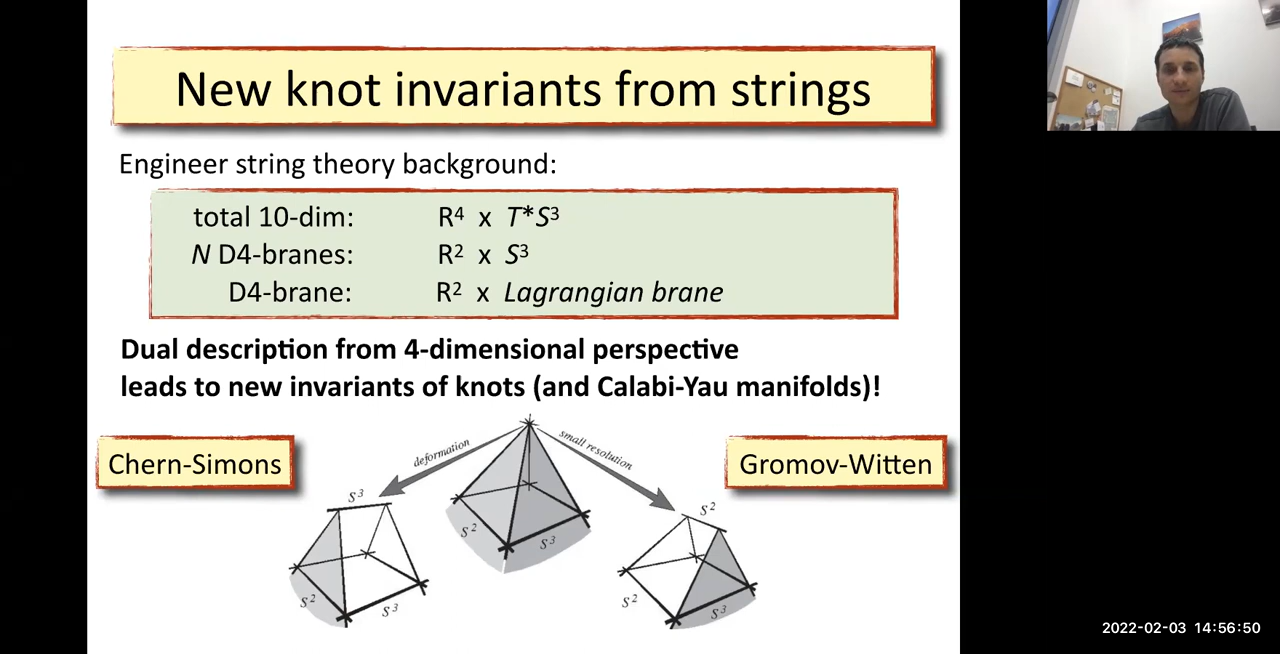 New knot invariants from strings
Engineer string theory background:
total 10-dim: R⁴ x T*S³
N D4-branes: R² x S³
D4-brane: R² x Lagrangian brane
Dual description from 4-dimensional perspective
leads to new invariants of knots (and Calabi-Yau manifolds)!
Chern-Simons
deformation
small resolution
Gromov-Witten
S³
S²
S²
S³
S²
S³
S²
S³
2022-02-03 14:56:50